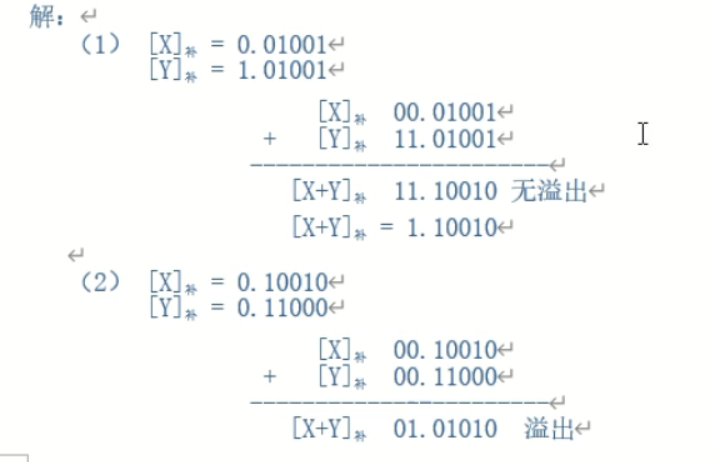 解：↵
（1） [X]补 = 0.01001↵
[Y]补 = 1.01001↵
[X]补 00.01001↵
+ [Y]补 11.01001↵
------------------------↵
[X+Y]补 11.10010 无溢出↵
[X+Y]补 = 1.10010↵
↵
（2） [X]补 = 0.10010↵
[Y]补 = 0.11000↵
[X]补 00.10010↵
+ [Y]补 00.11000↵
------------------------↵
[X+Y]补 01.01010 溢出↵